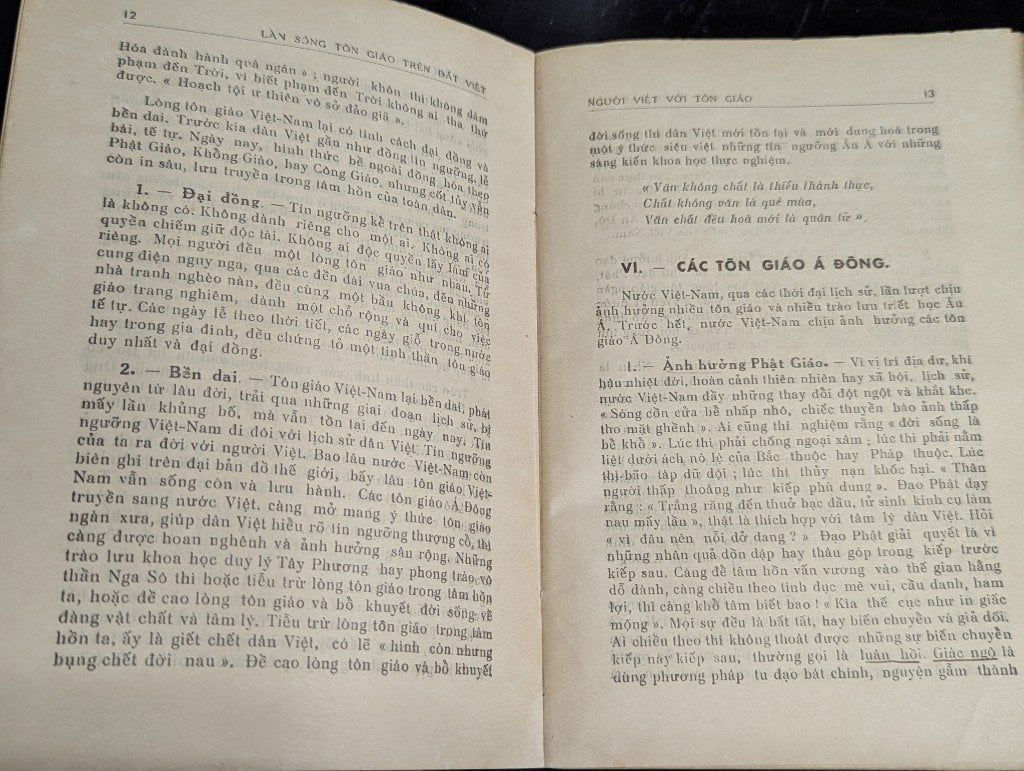 12
LÀN SÓNG TÔN GIÁO TRÊN ĐẤT VIỆT
Hóa đành hành quá ngăn » ; người khôn thì không dám
phạm đến Trời, vì biết phạm đến Trời không ai tha thứ
được. « Hoạch tội ư thiên vô sở đảo giã ».
Lòng tôn giáo Việt-Nam lại có tính cách đại đồng và
bền dai. Trước kia dân Việt gần như đồng tín ngưỡng, lễ
bái, tế tự. Ngày nay, hình thức bề ngoài đồng hóa theo
Phật Giáo, Khổng Giáo, hay Công Giáo, nhưng cốt tủy vẫn
còn in sâu, lưu truyền trong tâm hồn của toàn dân.
1. — Đại đồng. — Tín ngưỡng kể trên thật không ai
là không có. Không dành riêng cho một ai. Không ai có
quyền chiếm giữ độc tài. Không ai độc quyền lấy làm của
riêng. Mọi người đều một lòng tôn giáo như nhau. Từ
cung điện nguy nga, qua các đền đài vua chúa, đến những
nhà tranh nghèo nàn, đều cùng một bầu không khí tôn
giáo trang nghiêm, dành một chỗ rộng và quí cho việc
tế tự. Các ngày lễ theo thời tiết, các ngày giỗ trong nước
hay trong gia đình, đều chứng tỏ một tinh thần tôn giáo
duy nhất và đại đồng.
2. — Bền dai. — Tôn giáo Việt-Nam lại bền dai, phát
nguyên từ lâu đời, trải qua những giai đoạn lịch sử, bị
mấy lần khủng bố, mà vẫn tồn tại đến ngày nay. Tín
ngưỡng Việt-Nam đi đôi với lịch sử dân Việt. Tín ngưỡng
của ta ra đời với người Việt. Bao lâu nước Việt-Nam còn
biên ghi trên đại bản đồ thế giới, bấy lâu tôn giáo Việt-
Nam vẫn sống còn và lưu hành. Các tôn giáo Á Đông
truyền sang nước Việt. càng mở mang ý thức tôn giáo
ngàn xưa, giúp dân Việt hiểu rõ tín ngưỡng thượng cổ, thì
càng được hoan nghênh và ảnh hưởng sâu rộng. Những
trào lưu khoa học duy lý Tây Phương hay phong trào vô
thần Nga Sô thì hoặc tiễu trừ lòng tôn giáo trong tâm hồn
ta, hoặc đề cao lòng tôn giáo và bồ khuyết đời sống về
đàng vật chất và tâm lý. Tiễu trừ lòng tôn giáo trong tâm
hồn ta, ấy là giết chết dân Việt, có lẽ « hình còn nhưng
bụng chết đời nau ». Đề cao lòng tôn giáo và bồ khuyết
NGƯỜI VIỆT VỚI TÔN GIÁO
13
đời sống thì dân Việt mới tồn tại và mới dung hoà trong
một ý thức siêu việt những tín ngưỡng Âu Á với những
sáng kiến khoa học thực nghiệm.
« Văn không chất là thiếu thành thực,
Chất không văn là quê mùa,
Văn chất đều hoà mới là quân tử ».
VI. — CÁC TÔN GIÁO Á ĐÔNG.
Nước Việt-Nam, qua các thời đại lịch sử, lần lượt chịu
ảnh hưởng nhiều tôn giáo và nhiều trào lưu triết học Âu
Á. Trước hết, nước Việt-Nam chịu ảnh hưởng các tôn
giáo Á Đông.
1. — Ảnh hưởng Phật Giáo. — Vì vị trí địa dư, khí
hậu nhiệt đới, hoàn cảnh thiên nhiên hay xã hội, lịch sử,
nước Việt-Nam đầy những thay đổi đột ngột và khắt khe.
« Sóng cồn cửa bể nhấp nhô, chiếc thuyền bào ảnh thấp
tho mặt ghềnh ». Ai cũng thí nghiệm rằng « đời sống là
bể khổ ». Lúc thì phải chống ngoại xâm ; lúc thì phải nằm
liệt dưới ách nô lệ của Bắc thuộc hay Pháp thuộc. Lúc
thì bão táp dữ dội ; lúc thì thủy nạn khốc hại. « Thân
người thấp thoáng như kiếp phù dung ». Đạo Phật dạy
rằng : « Trắng răng đến thuở bạc đầu, tử sinh kinh cụ làm
nau mấy lần », thật là thích hợp với tâm lý dân Việt. Hỏi
« vì đâu nên nỗi dở dang ? » Đạo Phật giải quyết là vì
những nhân quả dồn dập hay thâu góp trong kiếp trước
kiếp sau. Càng để tâm hồn vấn vương vào thế gian hằng
dỗ dành, càng chiều theo tình dục mê vui, cầu danh, ham
lợi, thì càng khổ tâm biết bao ! « Kìa thế cục như in giấc
mộng ». Mọi sự đều là bất tất, hay biến chuyển và giả dối.
Ai chiều theo thì không thoát được những sự biến chuyển
kiếp này kiếp sau, thường gọi là luân hồi. Giác ngộ là
dùng phương pháp tu đạo bát chính, nguyện gẫm thành